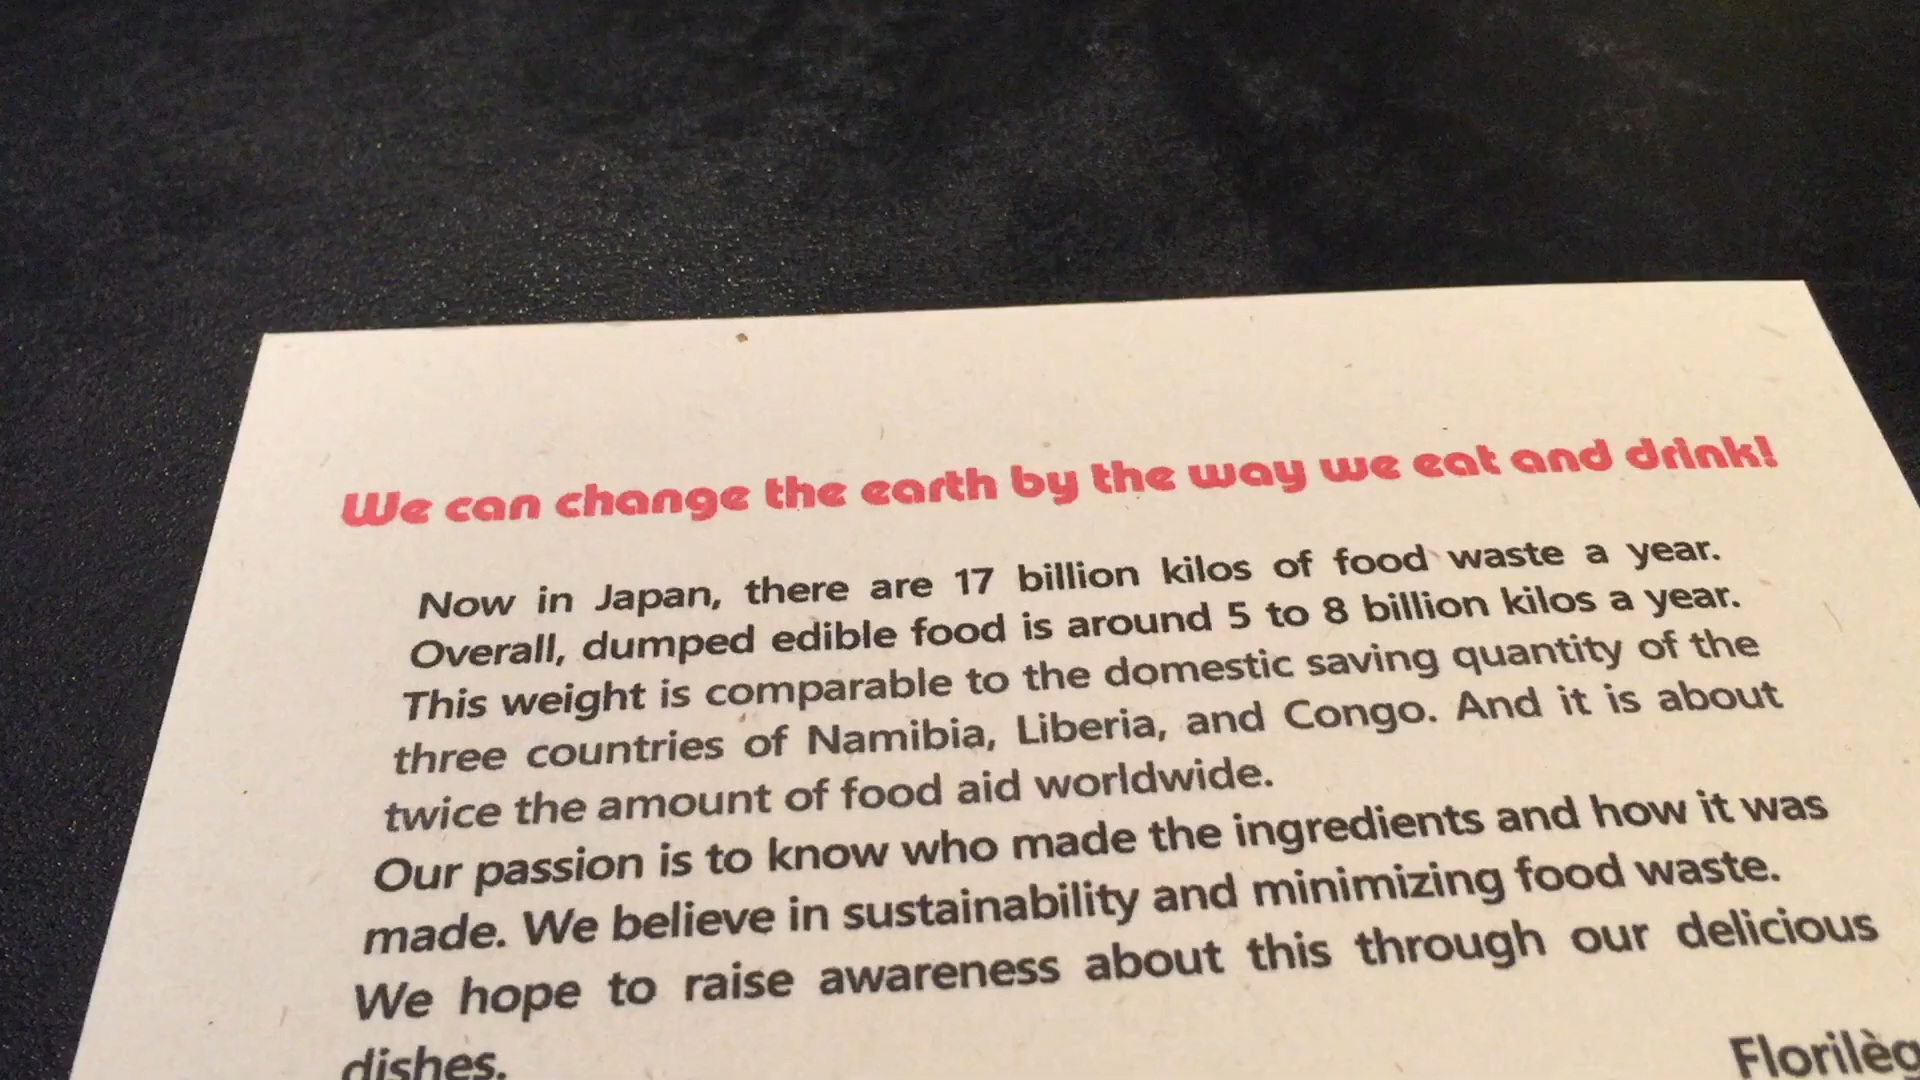 We can change the earth by the way we eat and drink!
Now in Japan, there are 17 billion kilos of food waste a year.
Overall, dumped edible food is around 5 to 8 billion kilos a year.
This weight is comparable to the domestic saving quantity of the
three countries of Namibia, Liberia, and Congo. And it is about
twice the amount of food aid worldwide.
Our passion is to know who made the ingredients and how it was
made. We believe in sustainability and minimizing food waste.
We hope to raise awareness about this through our delicious
dishes.
Florilèg